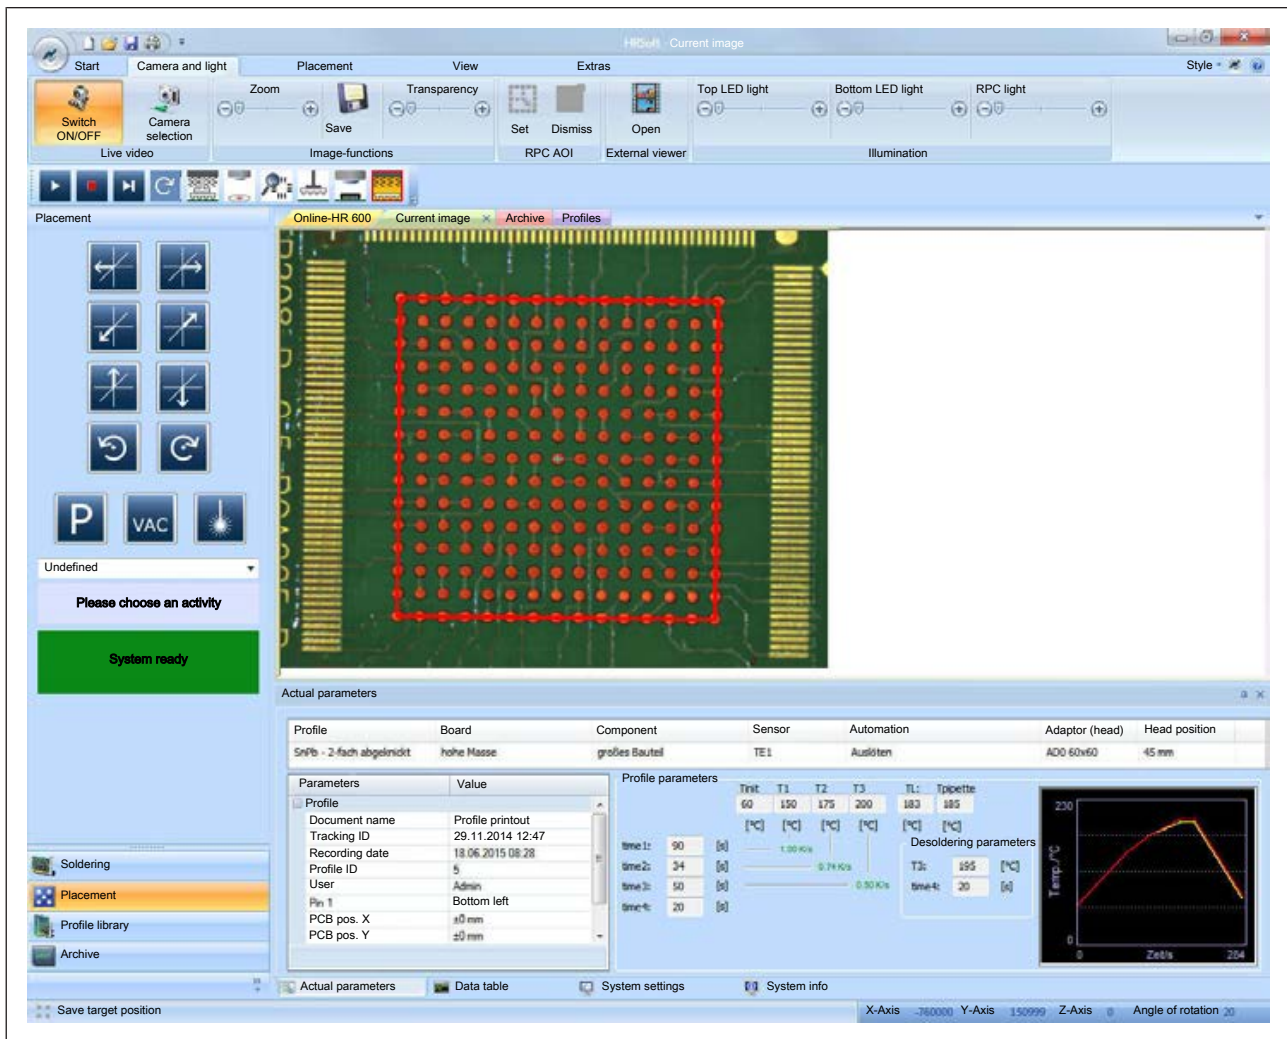 HRSoft - Current image
Start Camera and light Placement View Extras Style
Switch ON/OFF Camera selection Zoom Save Transparency Set Dismiss Open Top LED light Bottom LED light RPC light
Live video Image-functions RPC AOI External viewer Illumination
Placement
Online-HR 600 Current image Archive Profiles
P VAC
Undefined
Please choose an activity
System ready
Soldering
Placement
Profile library
Archive
Actual parameters
Profile Board Component Sensor Automation Adaptor (head) Head position
SnPb - 2-fach abgeknickt hohe Masse großes Bauteil TE1 Auslöten AD0 60x60 45 mm
Parameters Value
Profile
Document name Profile printout
Tracking ID 29.11.2014 12:47
Recording date 18.06.2015 08:28
Profile ID 5
User Admin
Pin 1 Bottom left
PCB pos. X ±0 mm
PCB pos. Y ±0 mm
Profile parameters
Tinit T1 T2 T3 TL: Tpipette
60 150 175 200 183 185
[°C] [°C] [°C] [°C] [°C] [°C]
time1: 90 [s] 1.00 K/s
time2: 34 [s] 0.74 K/s
time3: 50 [s] 0.50 K/s
time4: 20 [s]
Desoldering parameters
T3: 195 [°C]
time4: 20 [s]
230
Temp./°C
0
0 Zeit/s 284
Actual parameters Data table System settings System info
Save target position X-Axis -760000 Y-Axis 150999 Z-Axis 0 Angle of rotation 20